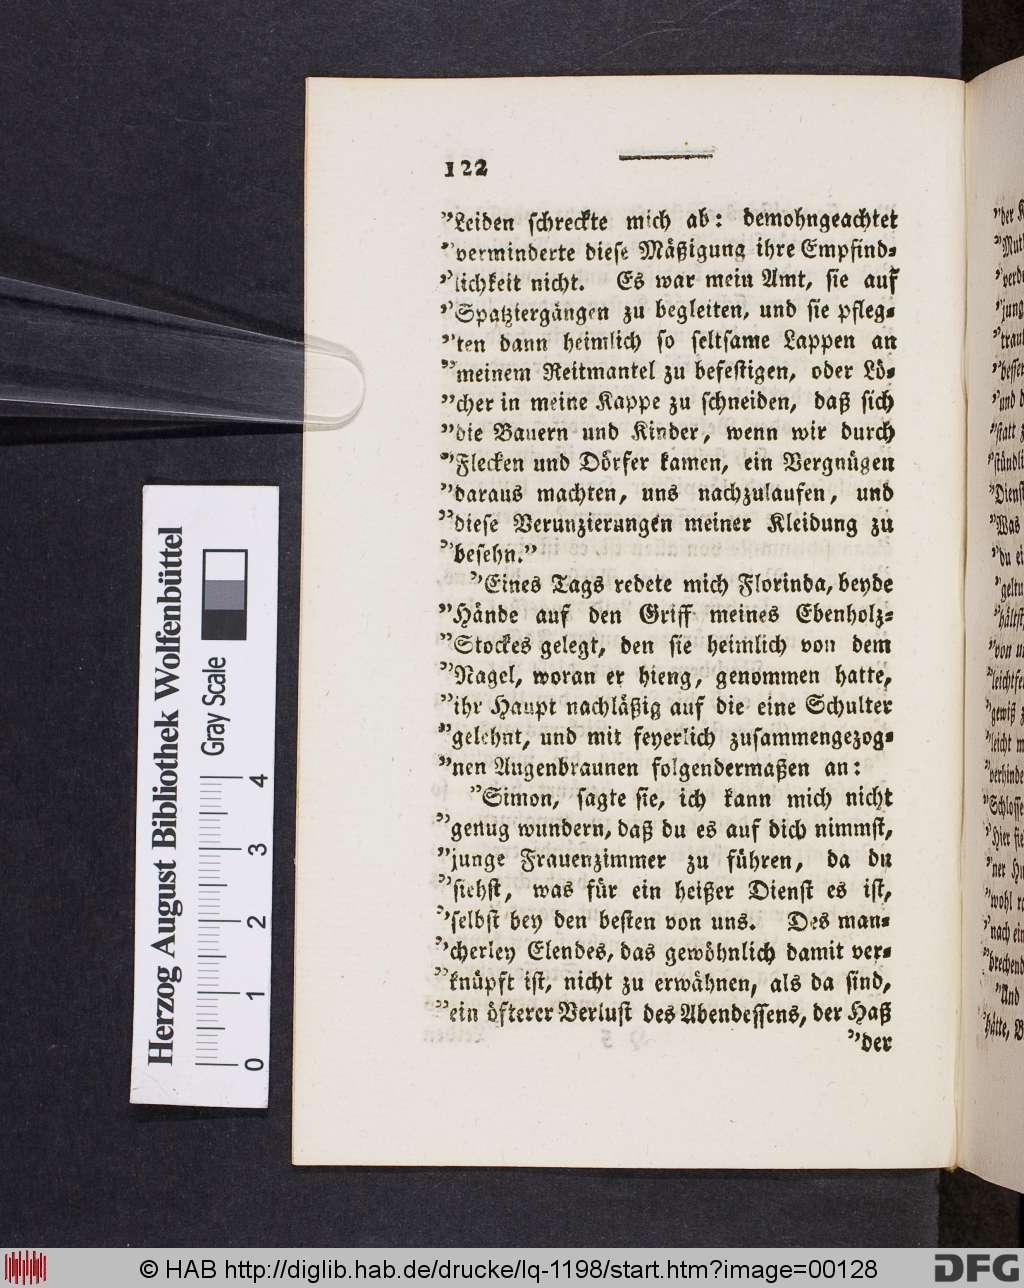 122
”Leiden schreckte mich ab: demohngeachtet
”verminderte diese Mäßigung ihre Empfind-
”lichkeit nicht. Es war mein Amt, sie auf
”Spatziergängen zu begleiten, und sie pfleg-
”ten dann heimlich so seltsame Lappen an
”meinem Reitmantel zu befestigen, oder Lö-
”cher in meine Kappe zu schneiden, daß sich
”die Bauern und Kinder, wenn wir durch
”Flecken und Dörfer kamen, ein Vergnügen
”daraus machten, uns nachzulaufen, und
”diese Verunzierungen meiner Kleidung zu
”besehn.”
”Eines Tags redete mich Florinda, beyde
”Hände auf den Griff meines Ebenholz-
”Stockes gelegt, den sie heimlich von dem
”Nagel, woran er hieng, genommen hatte,
”ihr Haupt nachläßig auf die eine Schulter
”gelehnt, und mit feyerlich zusammengezog-
”nen Augenbraunen folgendermaßen an:
”Simon, sagte sie, ich kann mich nicht
”genug wundern, daß du es auf dich nimmst,
”junge Frauenzimmer zu führen, da du
”siehst, was für ein heißer Dienst es ist,
”selbst bey den besten von uns. Des man-
”cherley Elendes, das gewöhnlich damit ver-
”knüpft ist, nicht zu erwähnen, als da sind,
”ein öfterer Verlust des Abendessens, der Haß
”der
Herzog August Bibliothek Wolfenbüttel
Gray Scale
0 1 2 3 4
© HAB http://diglib.hab.de/drucke/lq-1198/start.htm?image=00128
DFG